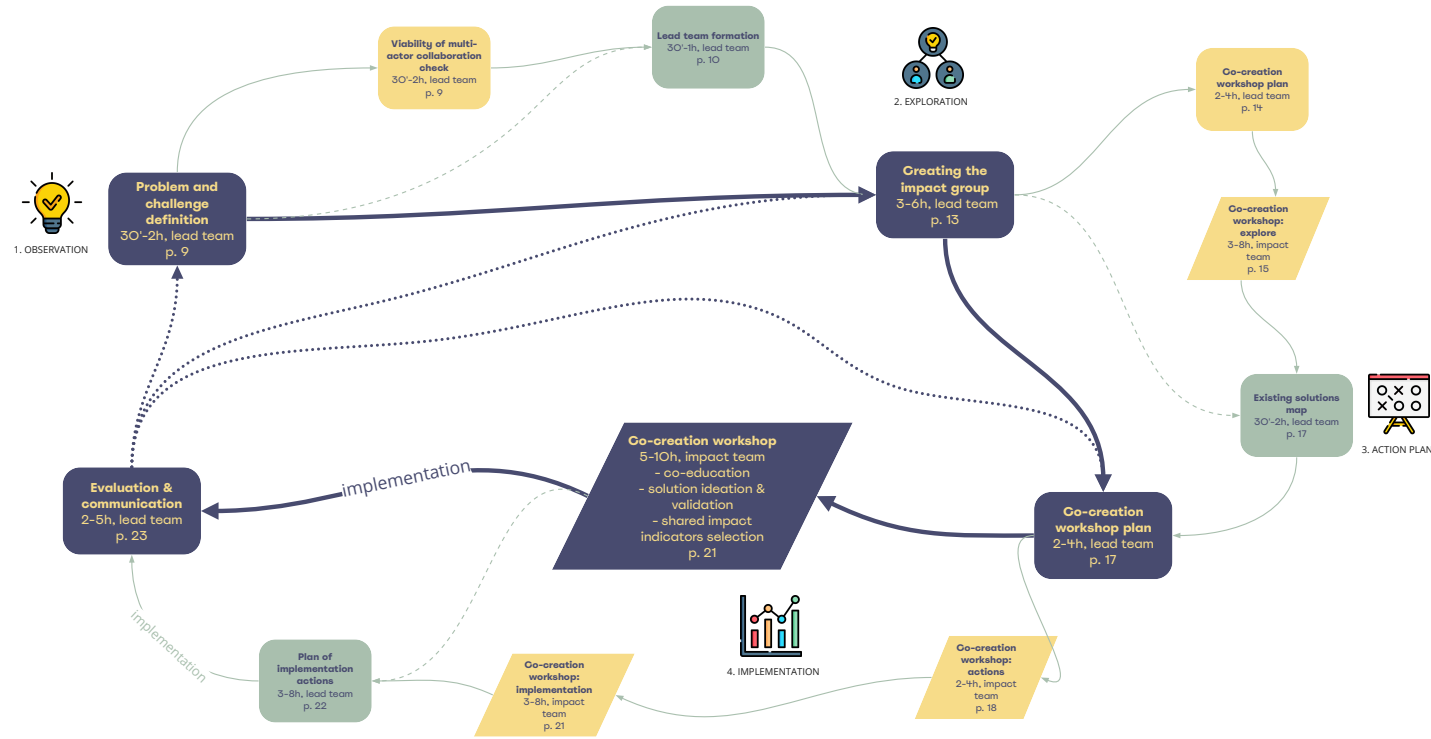 Viability of multi-
actor collaboration
check
30'-2h, lead team
p. 9
Lead team formation
30'-1h, lead team
p. 10
2. EXPLORATION
Co-creation
workshop plan
2-4h, lead team
p. 14
1. OBSERVATION
Problem and
challenge
definition
30'-2h, lead team
p. 9
Creating the
impact group
3-6h, lead team
p. 13
Co-creation
workshop:
explore
3-8h, impact
team
p. 15
Existing solutions
map
30'-2h, lead team
p. 17
3. ACTION PLAN
Evaluation &
communication
2-5h, lead team
p. 23
implementation
Co-creation workshop
5-10h, impact team
- co-education
- solution ideation &
validation
- shared impact
indicators selection
p. 21
Co-creation
workshop plan
2-4h, lead team
p. 17
implementation
Plan of
implementation
actions
3-8h, lead team
p. 22
Co-creation
workshop:
implementation
3-8h, impact
team
p. 21
4. IMPLEMENTATION
Co-creation
workshop:
actions
2-4h, impact
team
p. 18